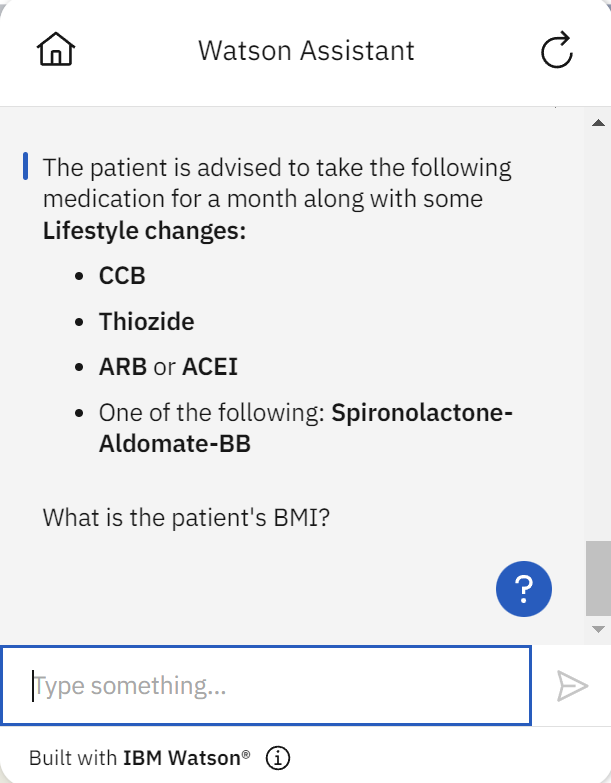 Watson Assistant
The patient is advised to take the following
medication for a month along with some
Lifestyle changes:
• CCB
• Thiozide
• ARB or ACEI
• One of the following: Spironolactone-
Aldomate-BB
What is the patient's BMI?
?
Type something...
Built with IBM Watson®